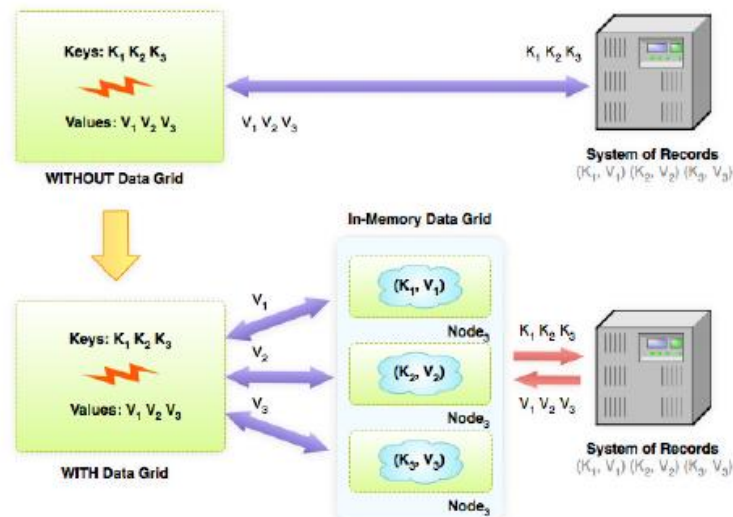 Keys: K₁ K₂ K₃
Values: V₁ V₂ V₃
WITHOUT Data Grid
K₁ K₂ K₃
V₁ V₂ V₃
System of Records
(K₁, V₁) (K₂, V₂) (K₃, V₃)
In-Memory Data Grid
Keys: K₁ K₂ K₃
Values: V₁ V₂ V₃
WITH Data Grid
V₁
V₂
V₃
(K₁, V₁)
Node₃
(K₂, V₂)
Node₃
(K₃, V₃)
Node₃
K₁ K₂ K₃
V₁ V₂ V₃
System of Records
(K₁, V₁) (K₂, V₂) (K₃, V₃)